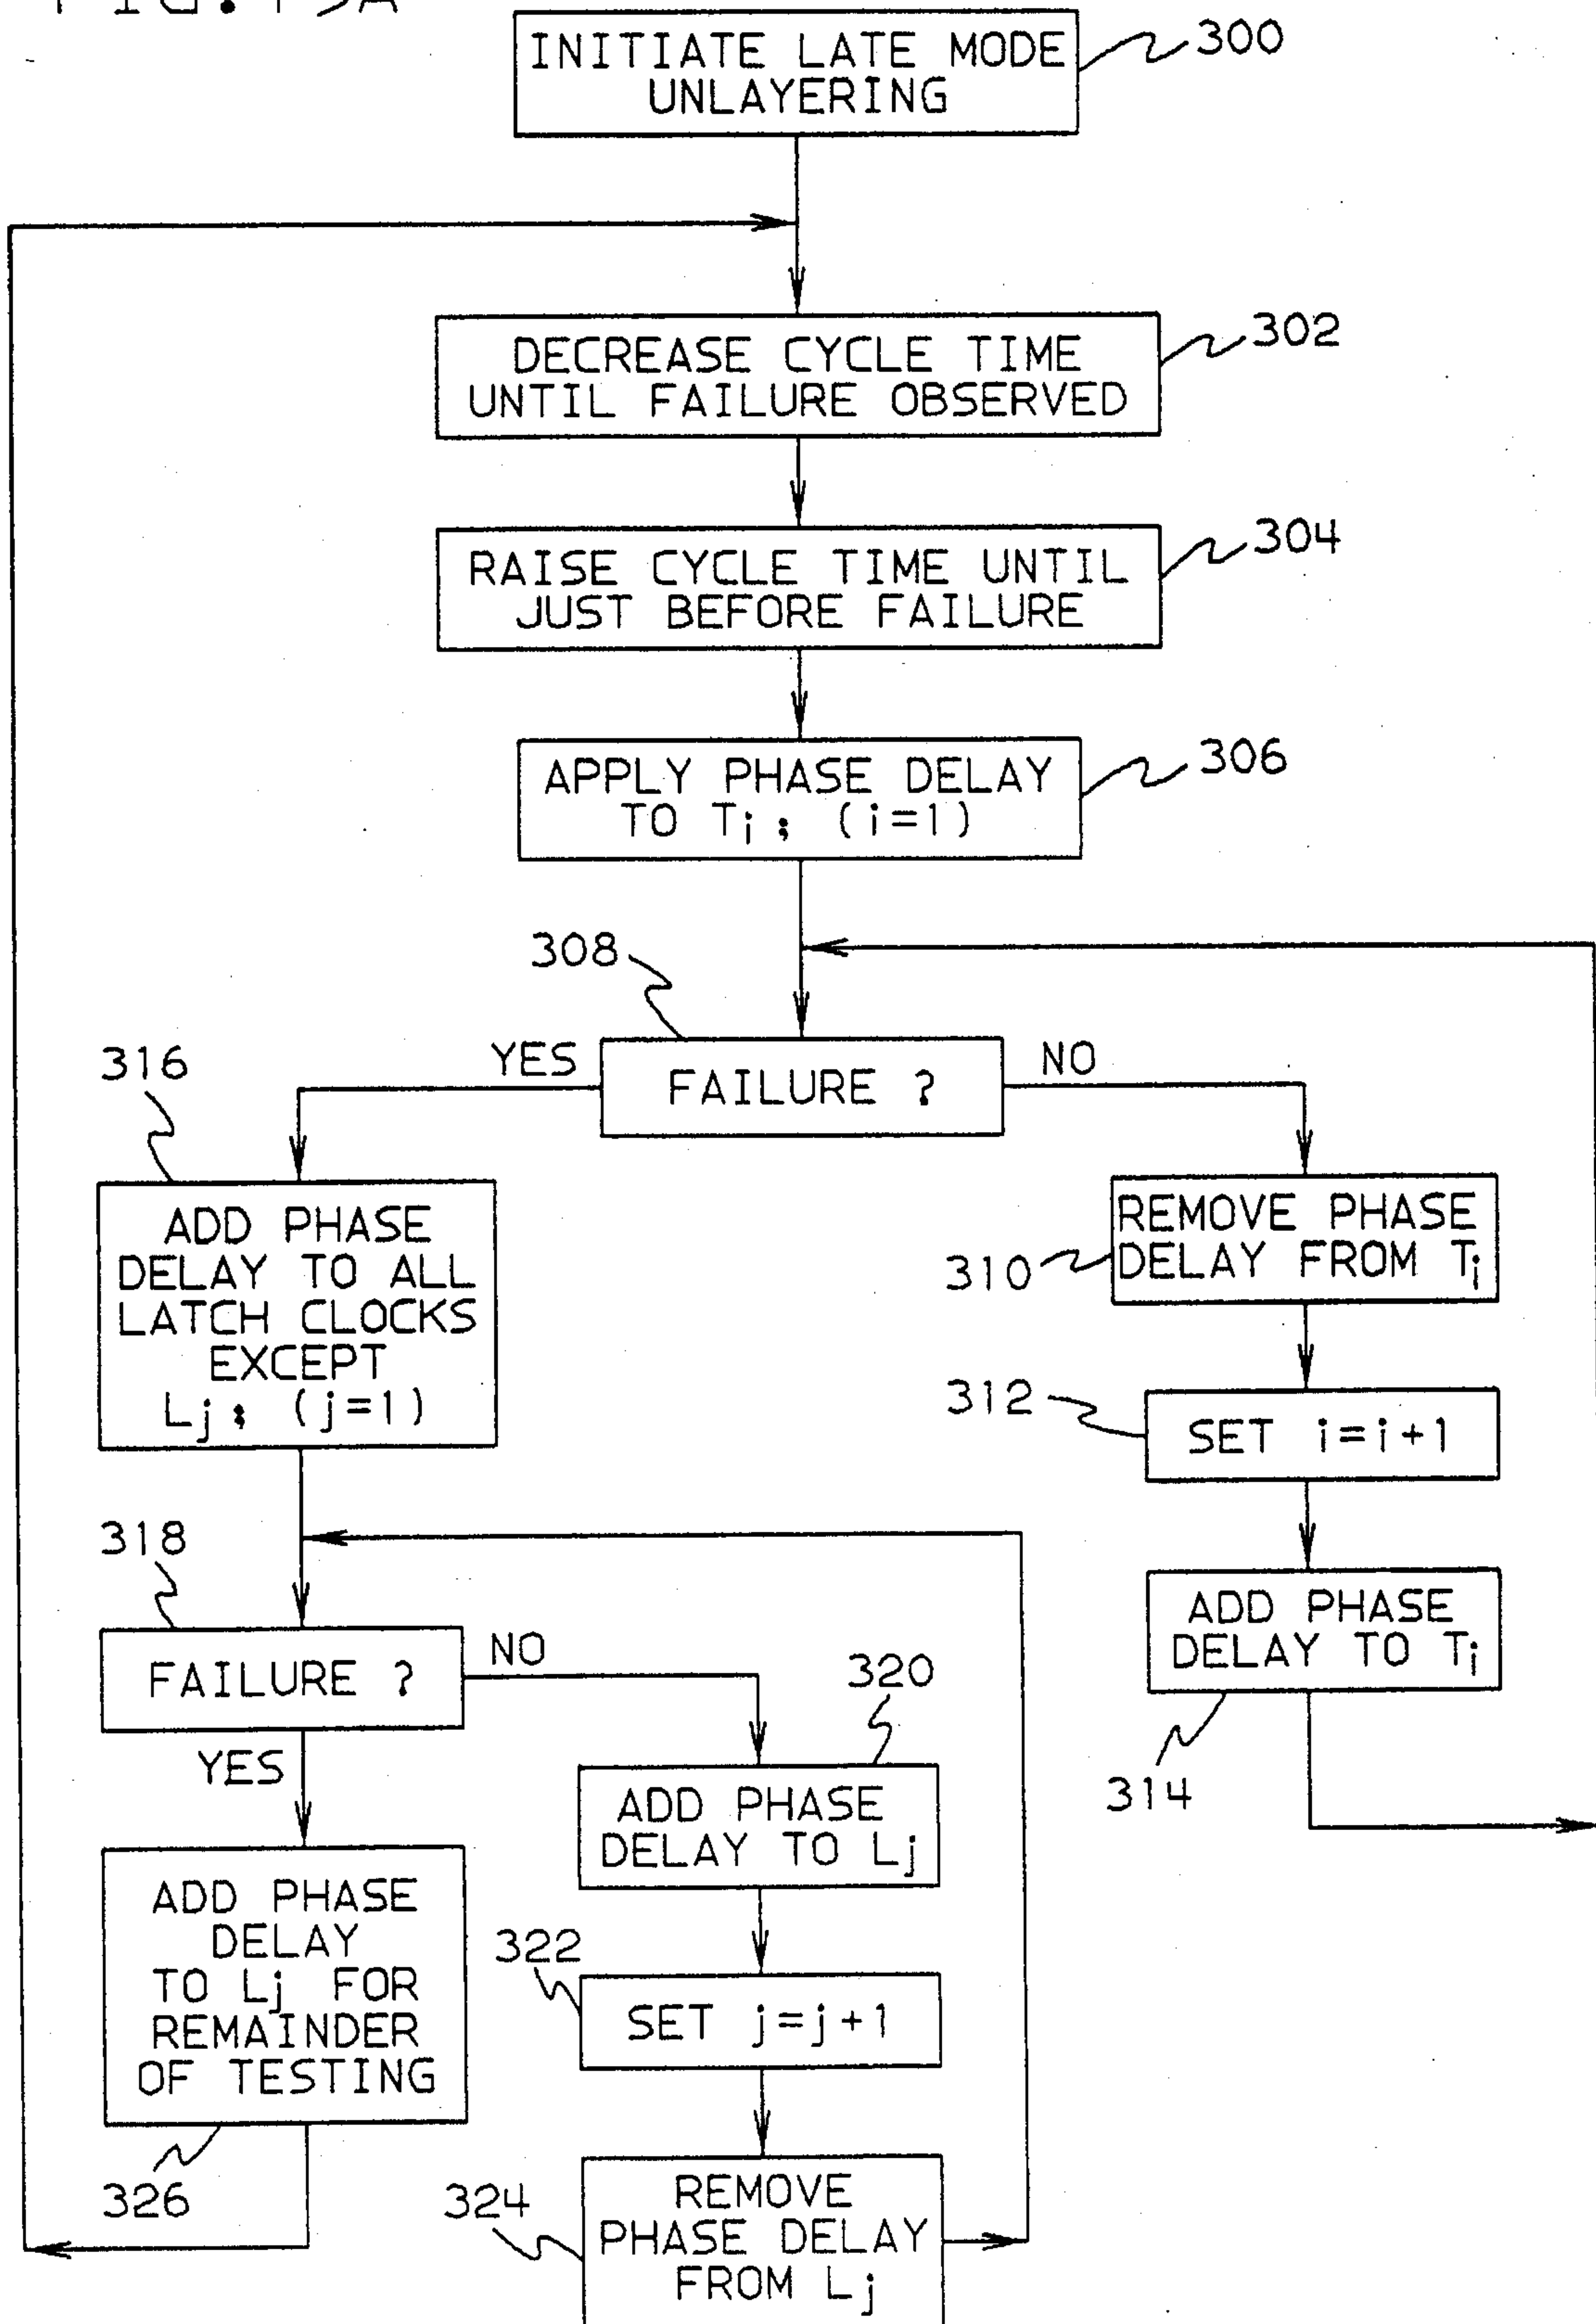 INITIATE LATE MODE
UNLAYERING
300
DECREASE CYCLE TIME
UNTIL FAILURE OBSERVED
302
RAISE CYCLE TIME UNTIL
JUST BEFORE FAILURE
304
APPLY PHASE DELAY
TO Ti; (i=1)
306
308
FAILURE ?
YES
NO
316
ADD PHASE
DELAY TO ALL
LATCH CLOCKS
EXCEPT
Lj; (j=1)
REMOVE PHASE
DELAY FROM Ti
310
312
SET i=i+1
ADD PHASE
DELAY TO Ti
314
318
FAILURE ?
NO
YES
320
ADD PHASE
DELAY TO Lj
322
SET j=j+1
324
REMOVE
PHASE DELAY
FROM Lj
ADD PHASE
DELAY
TO Lj FOR
REMAINDER
OF TESTING
326